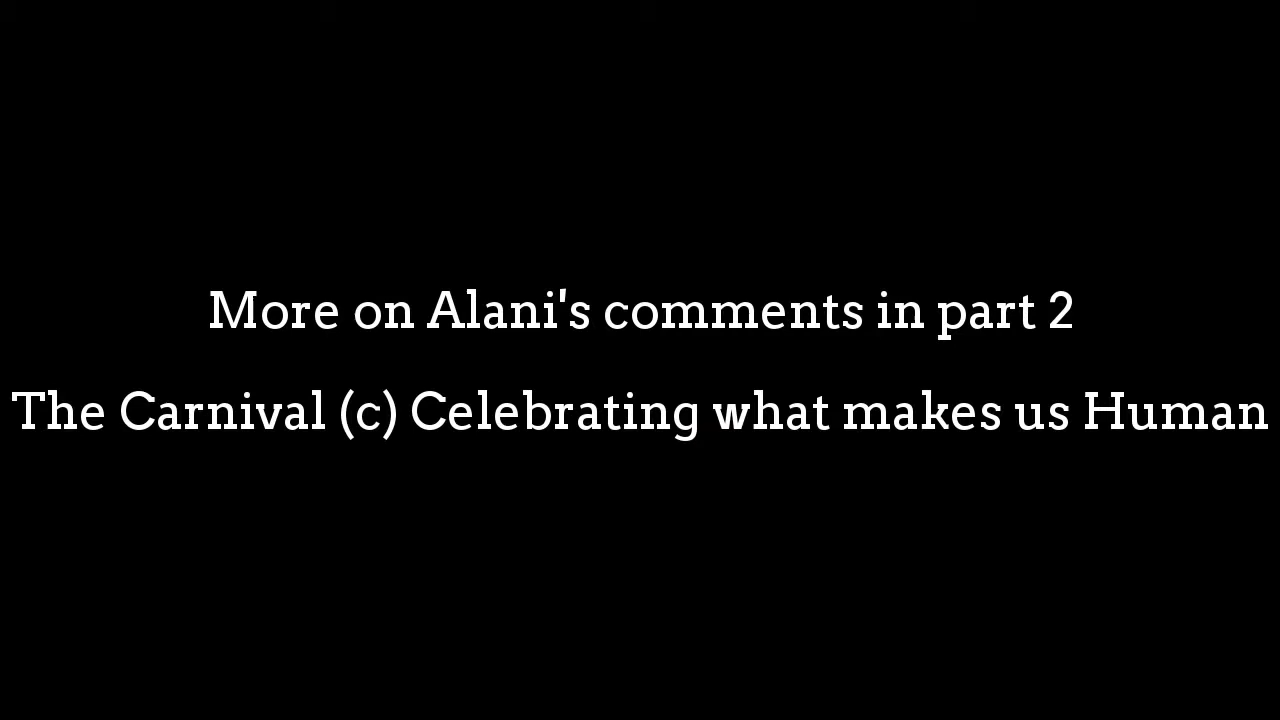 More on Alani's comments in part 2
The Carnival (c) Celebrating what makes us Human